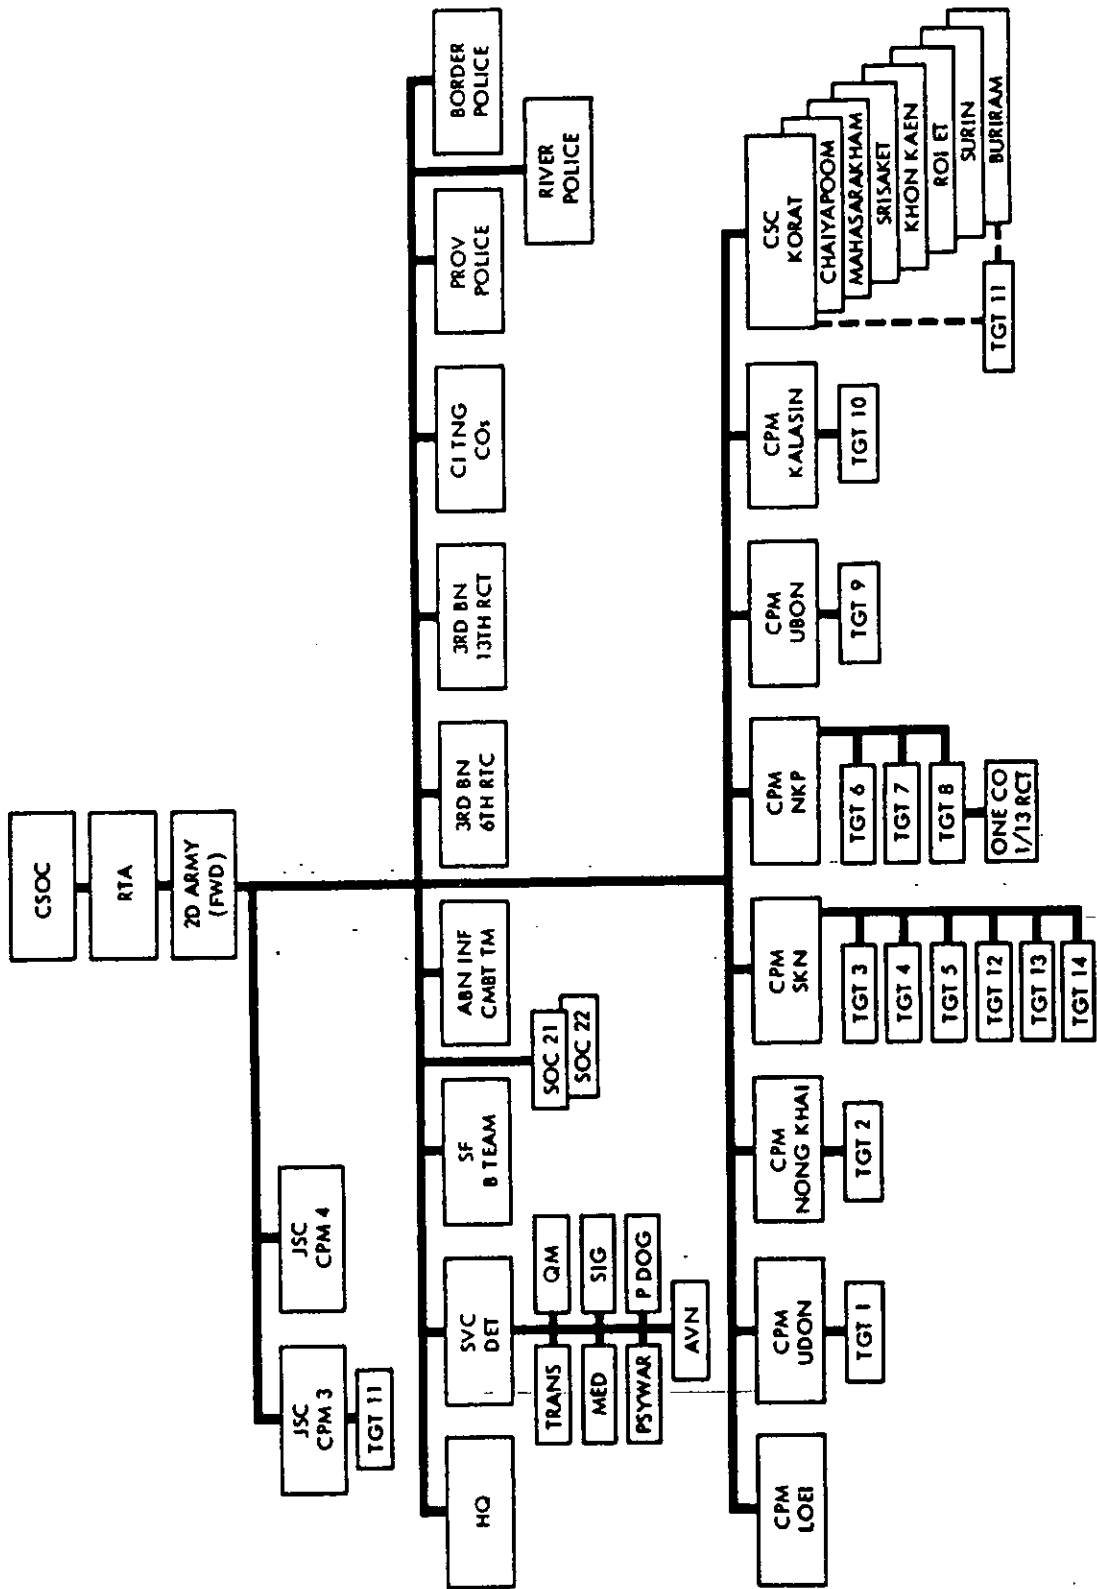 CSOC
RTA
2D ARMY
(FWD)
JSC
CPM 3
TGT 11
JSC
CPM 4
HQ
SVC
DET
TRANS
QM
MED
SIG
PSYWAR
P DOG
AVN
SF
B TEAM
SOC 21
SOC 22
ABN INF
CMBT TM
3RD BN
6TH RTC
3RD BN
13TH RCT
CI TNG
COs
PROV
POLICE
RIVER
POLICE
BORDER
POLICE
CPM
LOEI
CPM
UDON
TGT 1
CPM
NONG KHAI
TGT 2
CPM
SKN
TGT 3
TGT 4
TGT 5
TGT 12
TGT 13
TGT 14
CPM
NKP
TGT 6
TGT 7
TGT 8
ONE CO
1/13 RCT
CPM
UBON
TGT 9
CPM
KALASIN
TGT 10
CSC
KORAT
CHAIYAPOOM
MAHASARAKHAM
SRISAKET
KHON KAEN
ROI ET
SURIN
BURIRAM
TGT 11